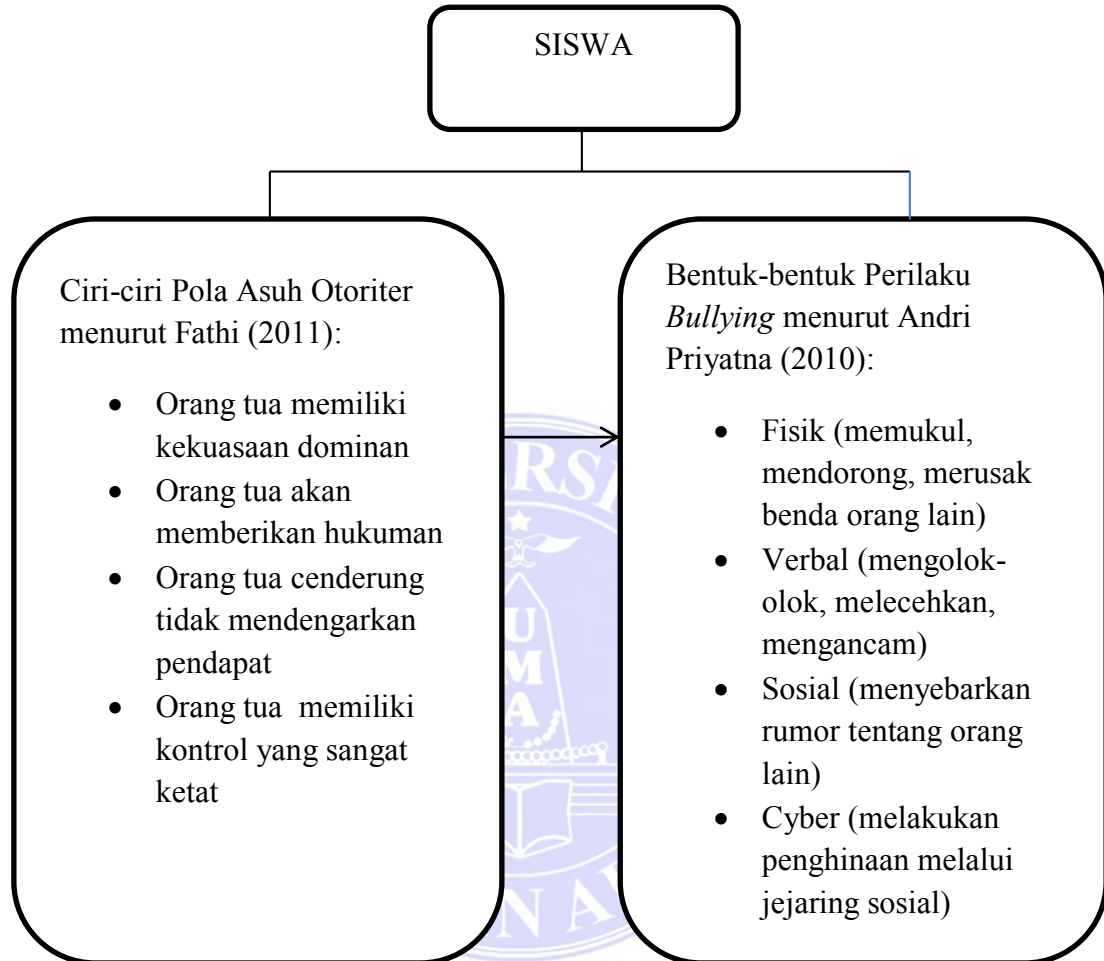 SISWA
Ciri-ciri Pola Asuh Otoriter
menurut Fathi (2011):
• Orang tua memiliki
kekuasaan dominan
• Orang tua akan
memberikan hukuman
• Orang tua cenderung
tidak mendengarkan
pendapat
• Orang tua memiliki
kontrol yang sangat
ketat
Bentuk-bentuk Perilaku
Bullying menurut Andri
Priyatna (2010):
• Fisik (memukul,
mendorong, merusak
benda orang lain)
• Verbal (mengolok-
olok, melecehkan,
mengancam)
• Sosial (menyebarkan
rumor tentang orang
lain)
• Cyber (melakukan
penghinaan melalui
jejaring sosial)
UMA